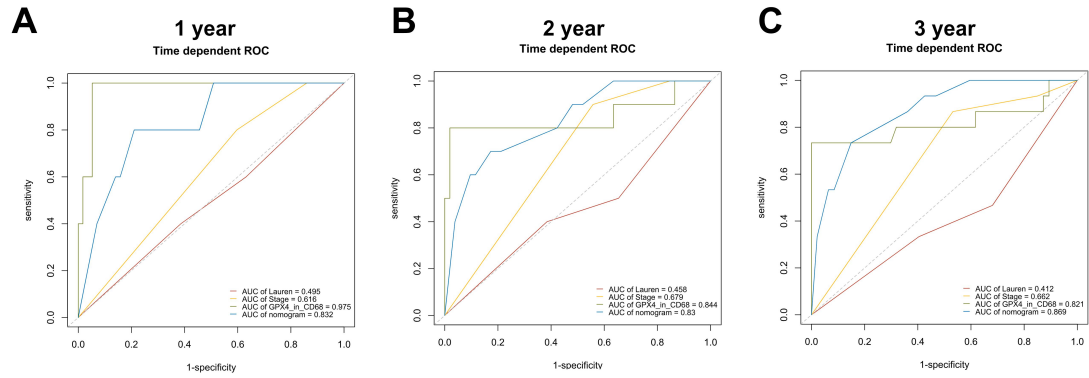 A
1 year
Time dependent ROC
sensitivity
1.0
0.8
0.6
0.4
0.2
0.0
AUC of Lauren = 0.495
AUC of Stage = 0.616
AUC of GPX4_in_CD68 = 0.975
AUC of nomogram = 0.832
0.0 0.2 0.4 0.6 0.8 1.0
1-specificity
B
2 year
Time dependent ROC
sensitivity
1.0
0.8
0.6
0.4
0.2
0.0
AUC of Lauren = 0.458
AUC of Stage = 0.679
AUC of GPX4_in_CD68 = 0.844
AUC of nomogram = 0.83
0.0 0.2 0.4 0.6 0.8 1.0
1-specificity
C
3 year
Time dependent ROC
sensitivity
1.0
0.8
0.6
0.4
0.2
0.0
AUC of Lauren = 0.412
AUC of Stage = 0.662
AUC of GPX4_in_CD68 = 0.821
AUC of nomogram = 0.869
0.0 0.2 0.4 0.6 0.8 1.0
1-specificity